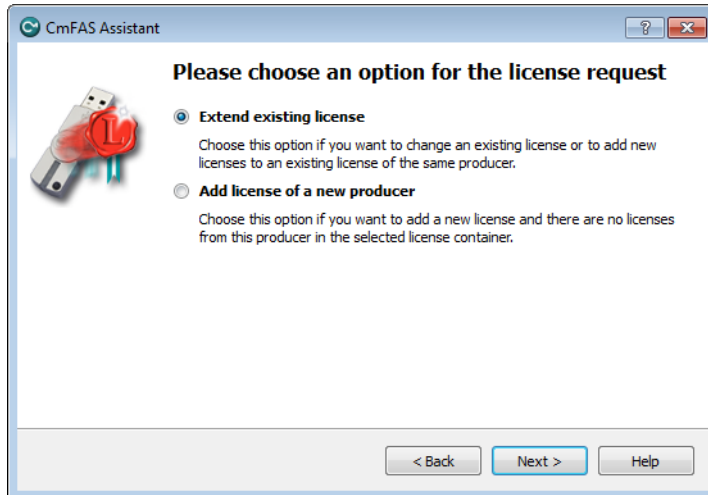 CmFAS Assistant
Please choose an option for the license request
L
Extend existing license
Choose this option if you want to change an existing license or to add new
licenses to an existing license of the same producer.
Add license of a new producer
Choose this option if you want to add a new license and there are no licenses
from this producer in the selected license container.
< Back
Next >
Help